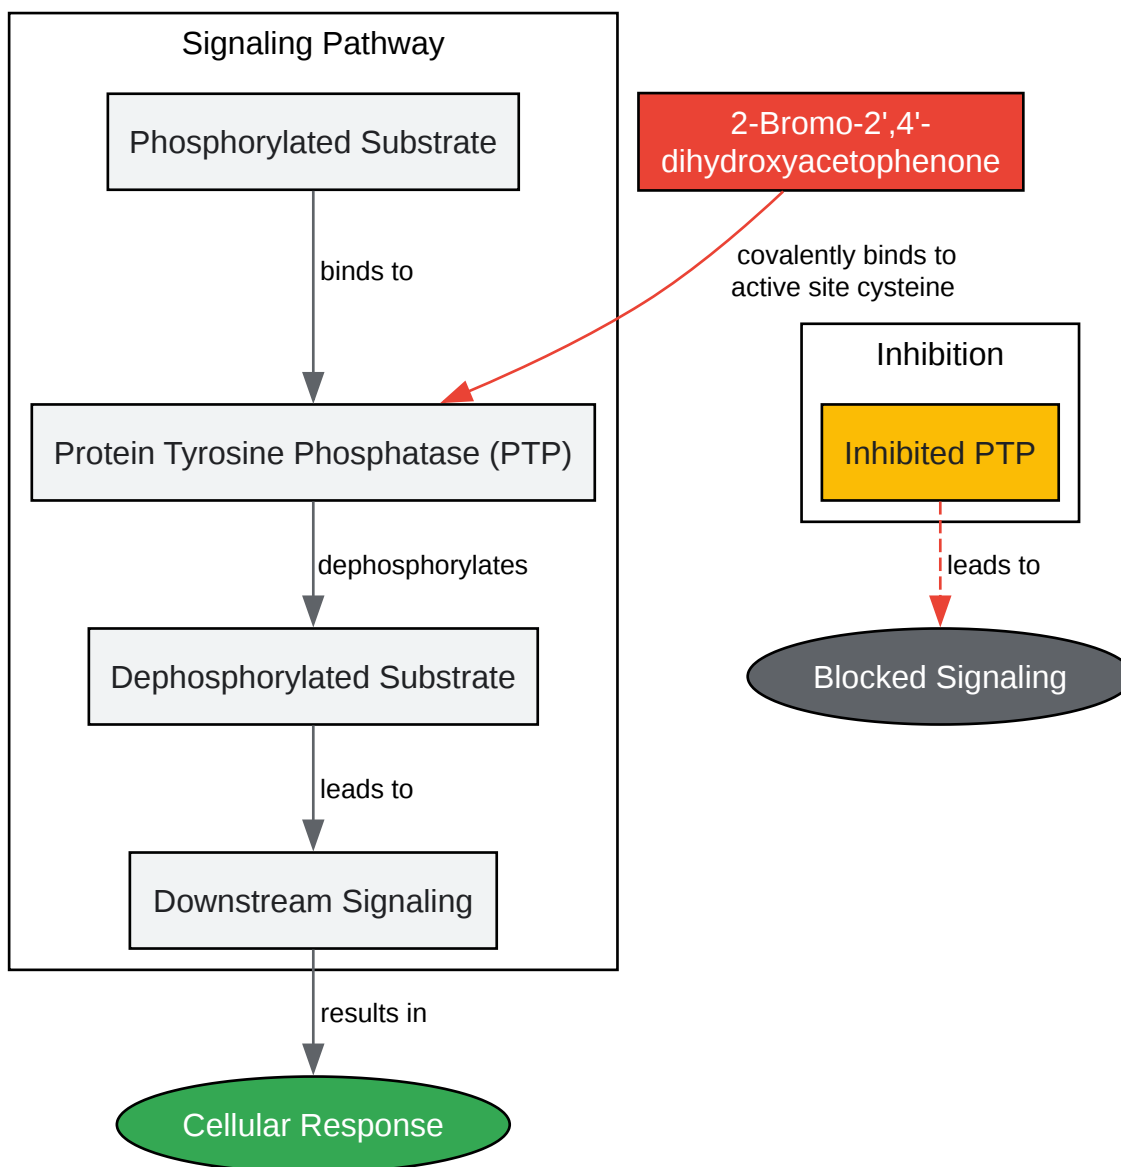 Signaling Pathway
Phosphorylated Substrate
2-Bromo-2',4'-
dihydroxyacetophenone
binds to
covalently binds to
active site cysteine
Inhibition
Protein Tyrosine Phosphatase (PTP)
Inhibited PTP
dephosphorylates
leads to
Dephosphorylated Substrate
Blocked Signaling
leads to
Downstream Signaling
results in
Cellular Response